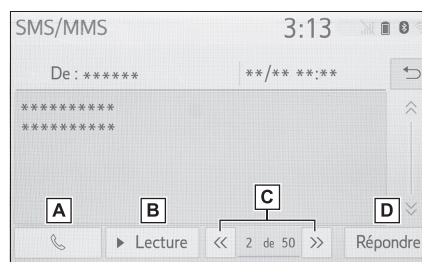 SMS/MMS 3:13
De : ****** **/** **:**
**********
**********
A B C D
Lecture << 2 de 50 >> Répondre